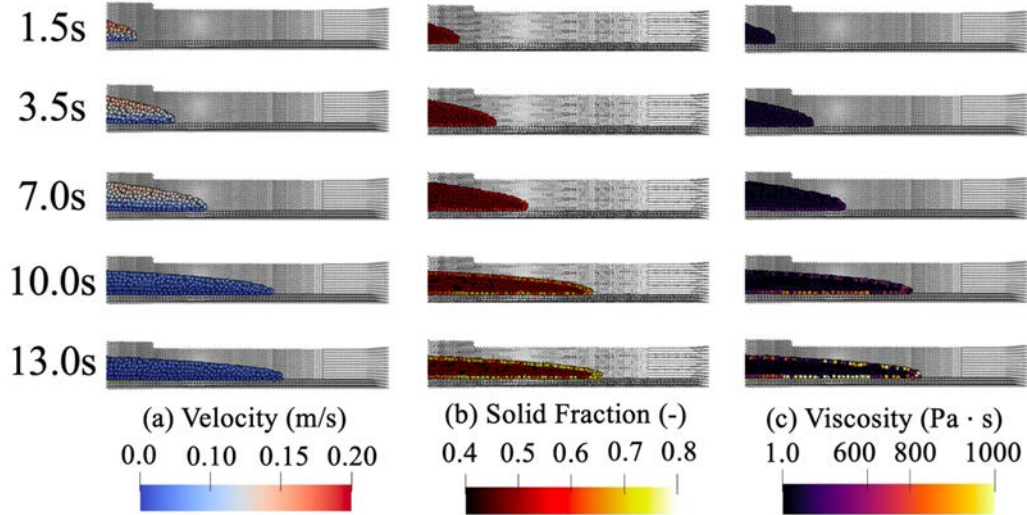 1.5s
3.5s
7.0s
10.0s
13.0s
(a) Velocity (m/s)
(b) Solid Fraction (-)
(c) Viscosity (Pa · s)
0.0 0.10 0.15 0.20
0.4 0.5 0.6 0.7 0.8
1.0 600 800 1000